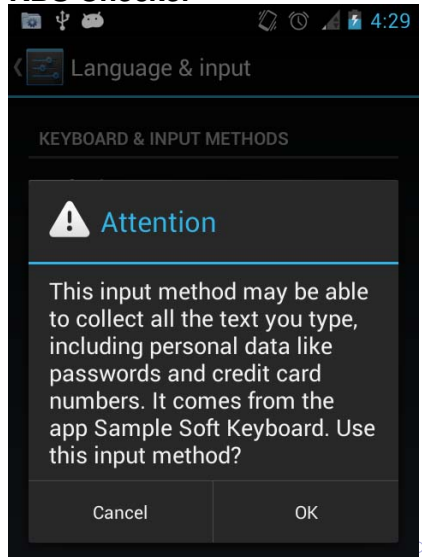 4:29
Language & input
KEYBOARD & INPUT METHODS
Attention
This input method may be able
to collect all the text you type,
including personal data like
passwords and credit card
numbers. It comes from the
app Sample Soft Keyboard. Use
this input method?
Cancel OK